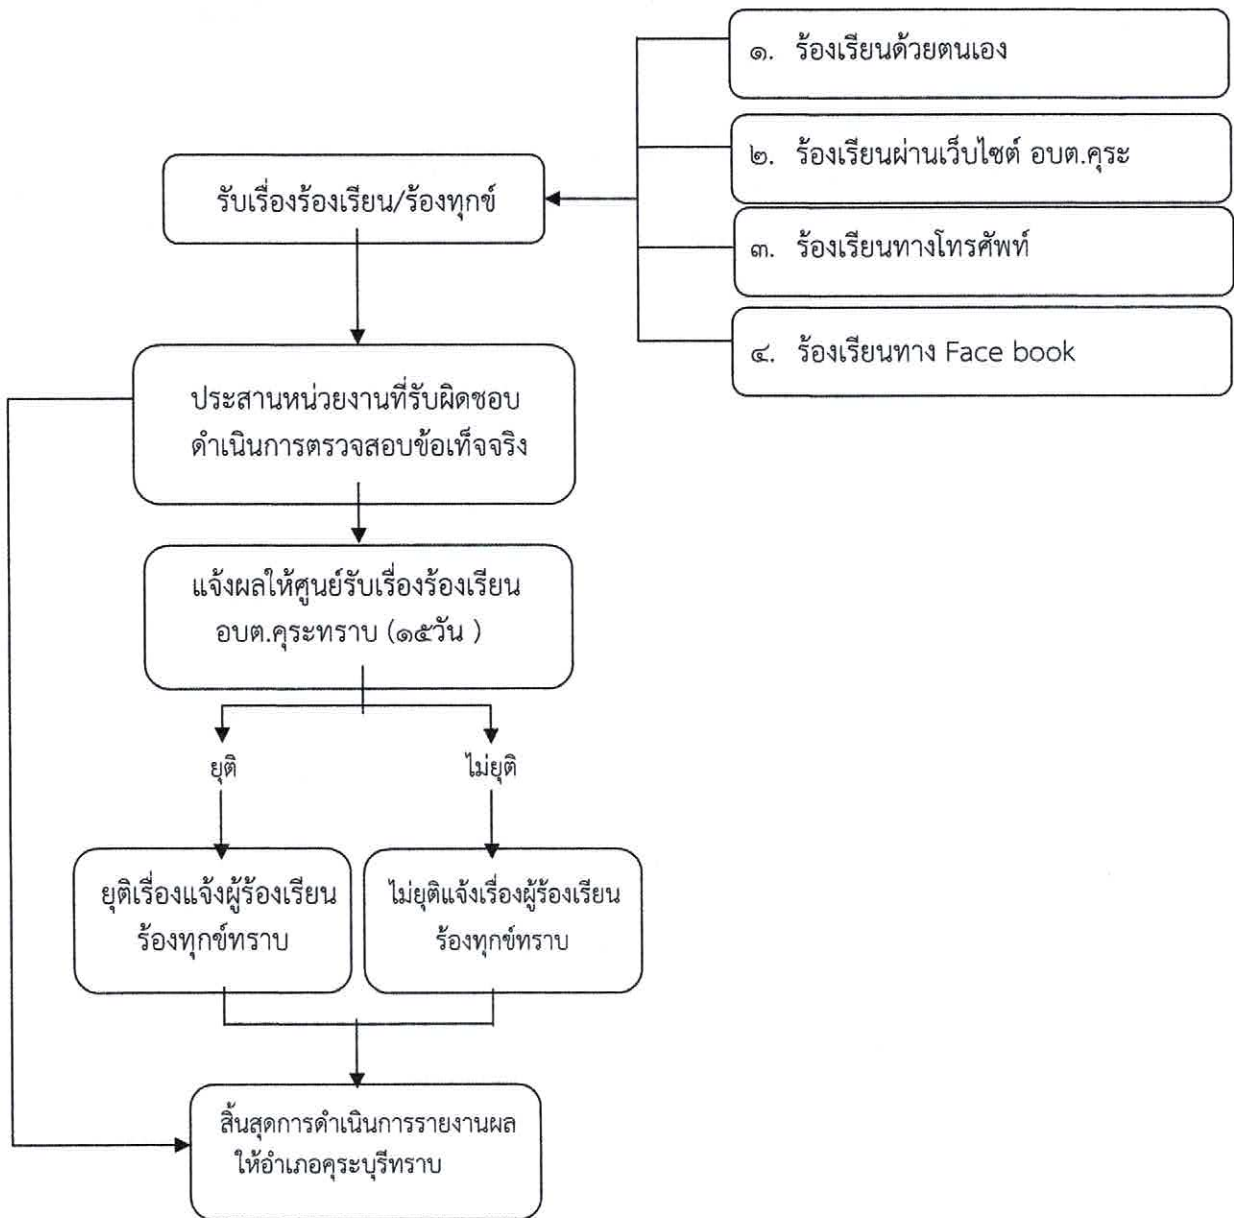 ๑. ร้องเรียนด้วยตนเอง
๒. ร้องเรียนผ่านเว็บไซต์ อบต.คุระ
รับเรื่องร้องเรียน/ร้องทุกข์
๓. ร้องเรียนทางโทรศัพท์
๔. ร้องเรียนทาง Face book
ประสานหน่วยงานที่รับผิดชอบ
ดำเนินการตรวจสอบข้อเท็จจริง
แจ้งผลให้ศูนย์รับเรื่องร้องเรียน
อบต.คุระทราบ (๑๕วัน )
ยุติ
ไม่ยุติ
ยุติเรื่องแจ้งผู้ร้องเรียน
ร้องทุกข์ทราบ
ไม่ยุติแจ้งเรื่องผู้ร้องเรียน
ร้องทุกข์ทราบ
สิ้นสุดการดำเนินการรายงานผล
ให้อำเภอคุระบุรีทราบ